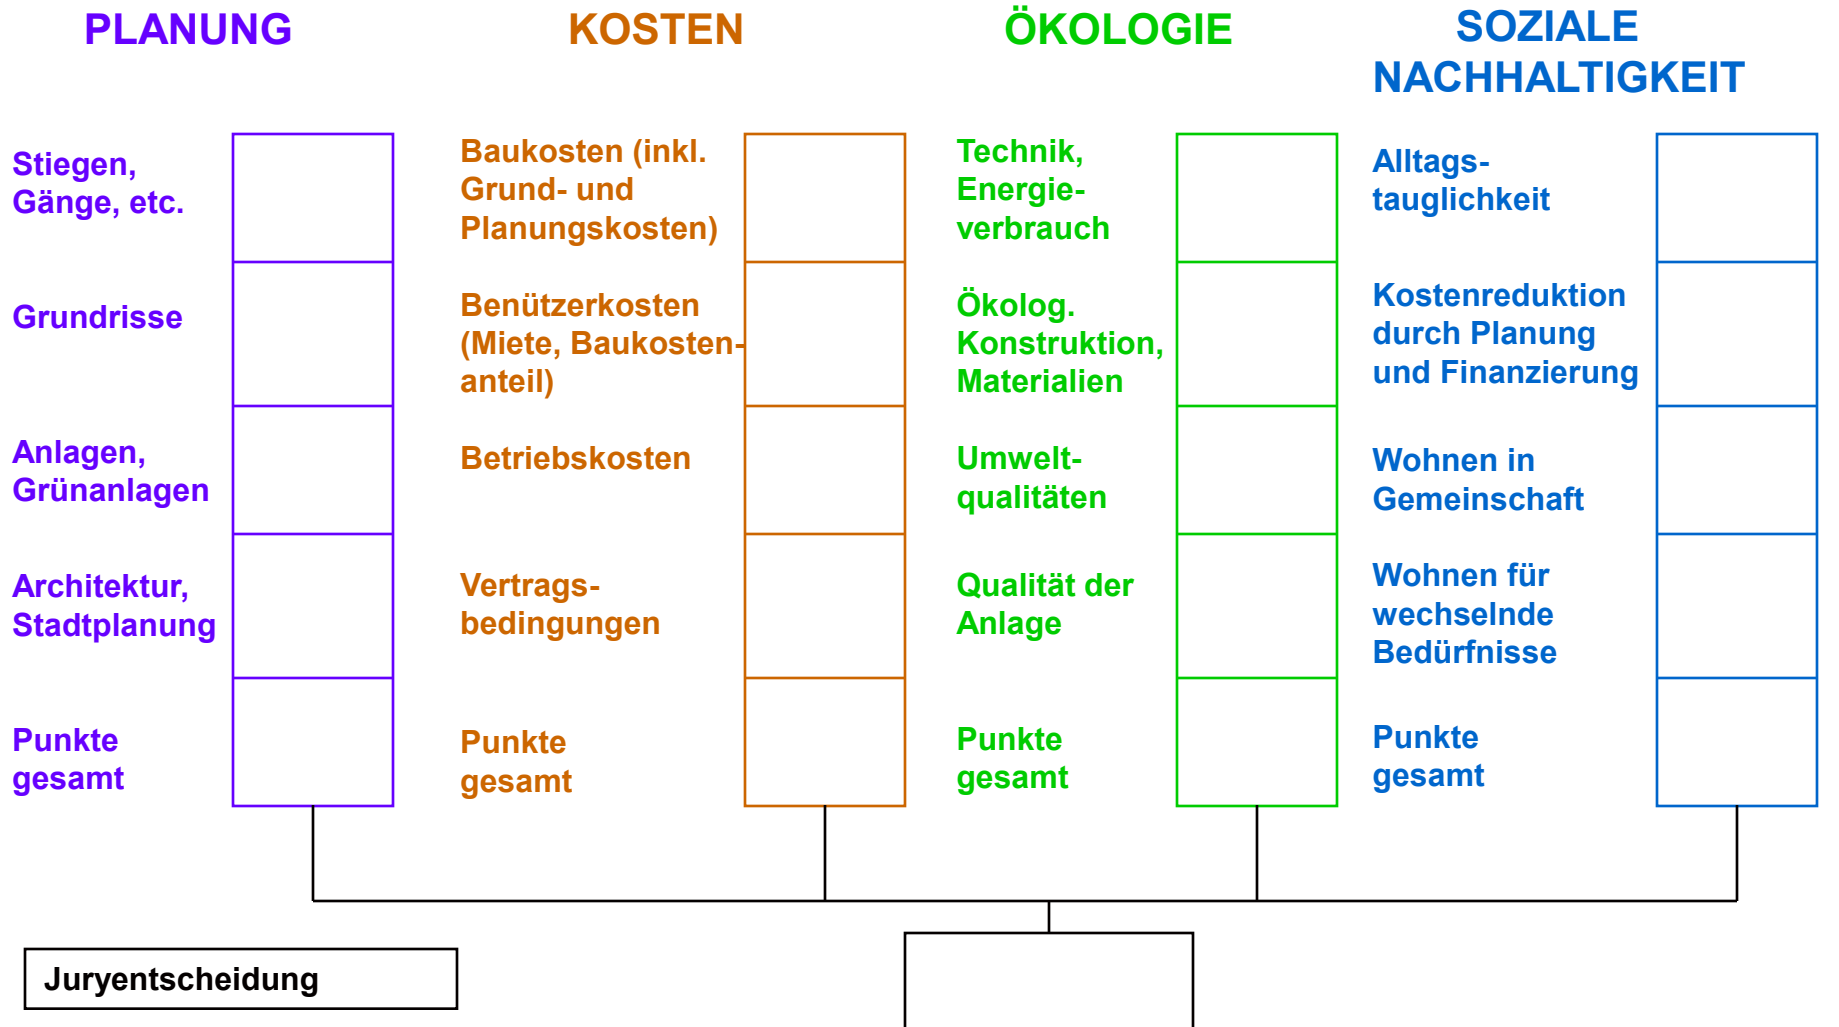 PLANUNG
KOSTEN
ÖKOLOGIE
SOZIALE
NACHHALTIGKEIT
Stiegen,
Gänge, etc.
Grundrisse
Anlagen,
Grünanlagen
Architektur,
Stadtplanung
Punkte
gesamt
Baukosten (inkl.
Grund- und
Planungskosten)
Benützerkosten
(Miete, Baukosten-
anteil)
Betriebskosten
Vertrags-
bedingungen
Punkte
gesamt
Technik,
Energie-
verbrauch
Ökolog.
Konstruktion,
Materialien
Umwelt-
qualitäten
Qualität der
Anlage
Punkte
gesamt
Alltags-
tauglichkeit
Kostenreduktion
durch Planung
und Finanzierung
Wohnen in
Gemeinschaft
Wohnen für
wechselnde
Bedürfnisse
Punkte
gesamt
Juryentscheidung